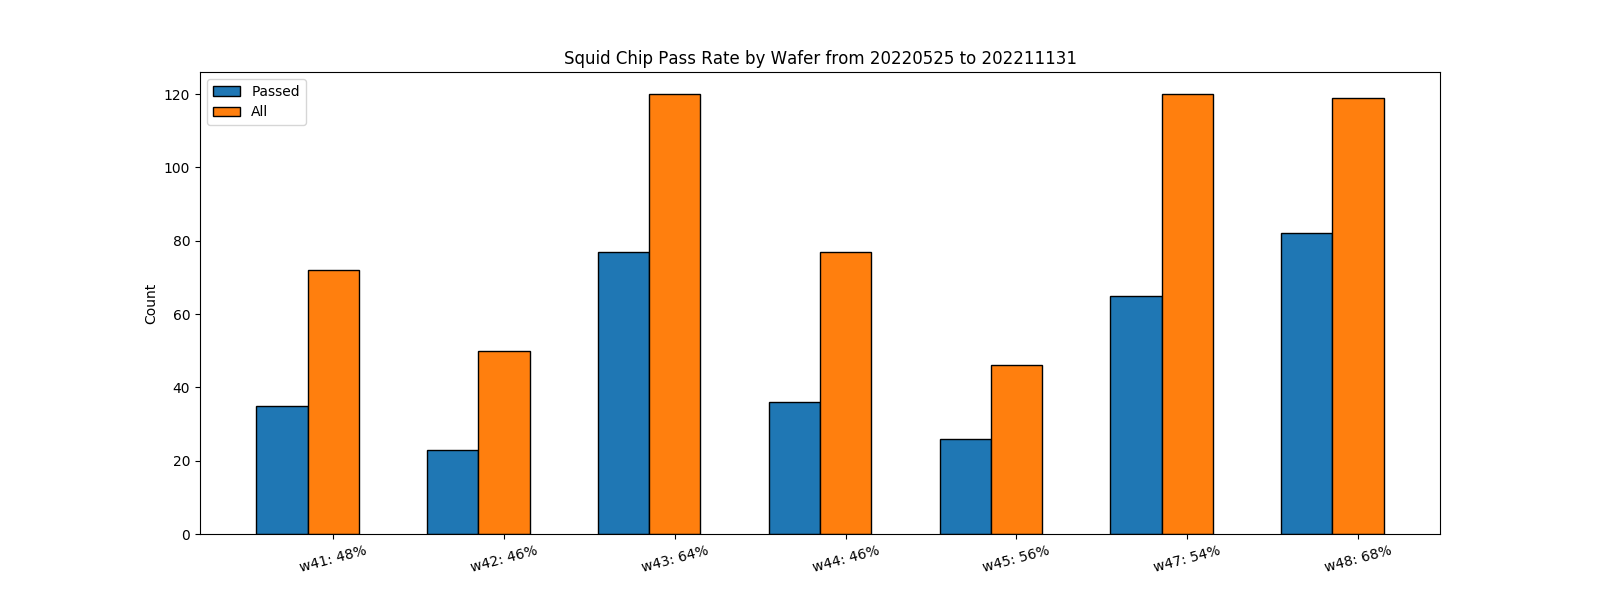 Squid Chip Pass Rate by Wafer from 20220525 to 202211131
Passed
All
Count
120
100
80
60
40
20
0
w41: 48%
w42: 46%
w43: 64%
w44: 46%
w45: 56%
w47: 54%
w48: 68%